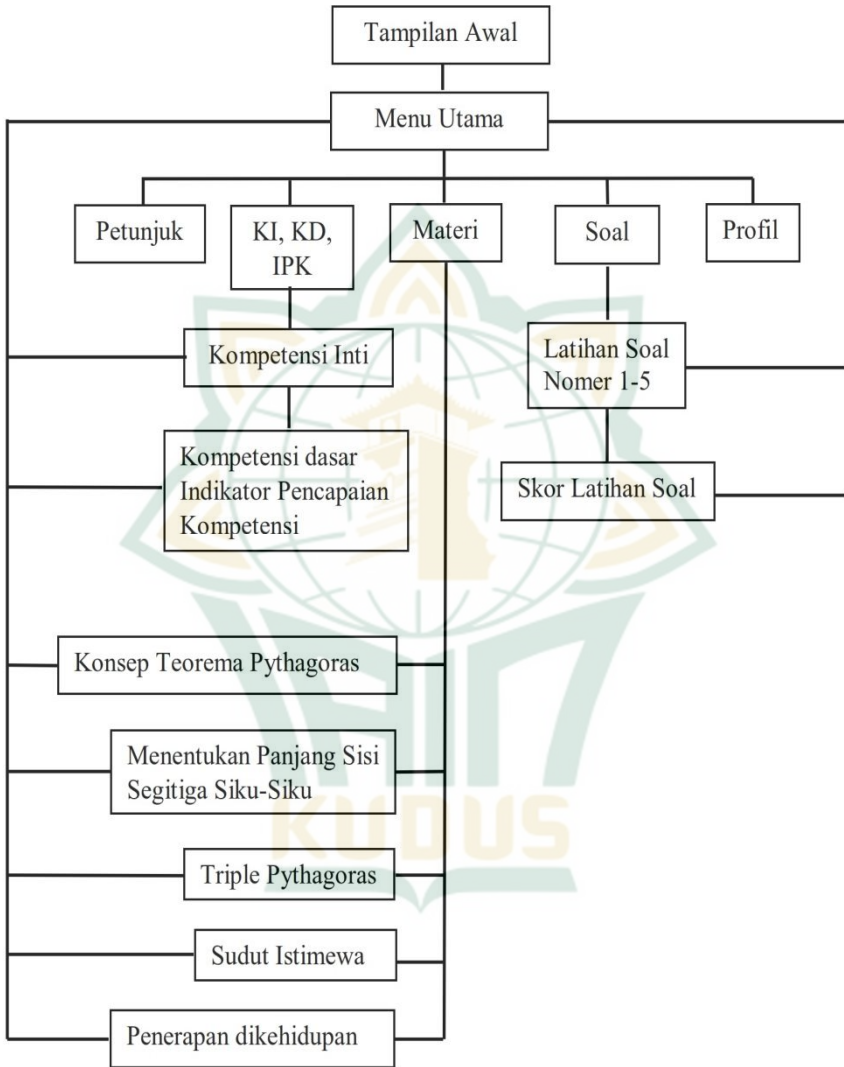 Tampilan Awal
Menu Utama
Petunjuk
KI, KD,
IPK
Materi
Soal
Profil
Kompetensi Inti
Latihan Soal
Nomer 1-5
Kompetensi dasar
Indikator Pencapaian
Kompetensi
Skor Latihan Soal
Konsep Teorema Pythagoras
Menentukan Panjang Sisi
Segitiga Siku-Siku
Triple Pythagoras
Sudut Istimewa
Penerapan dikehidupan
KUDUS